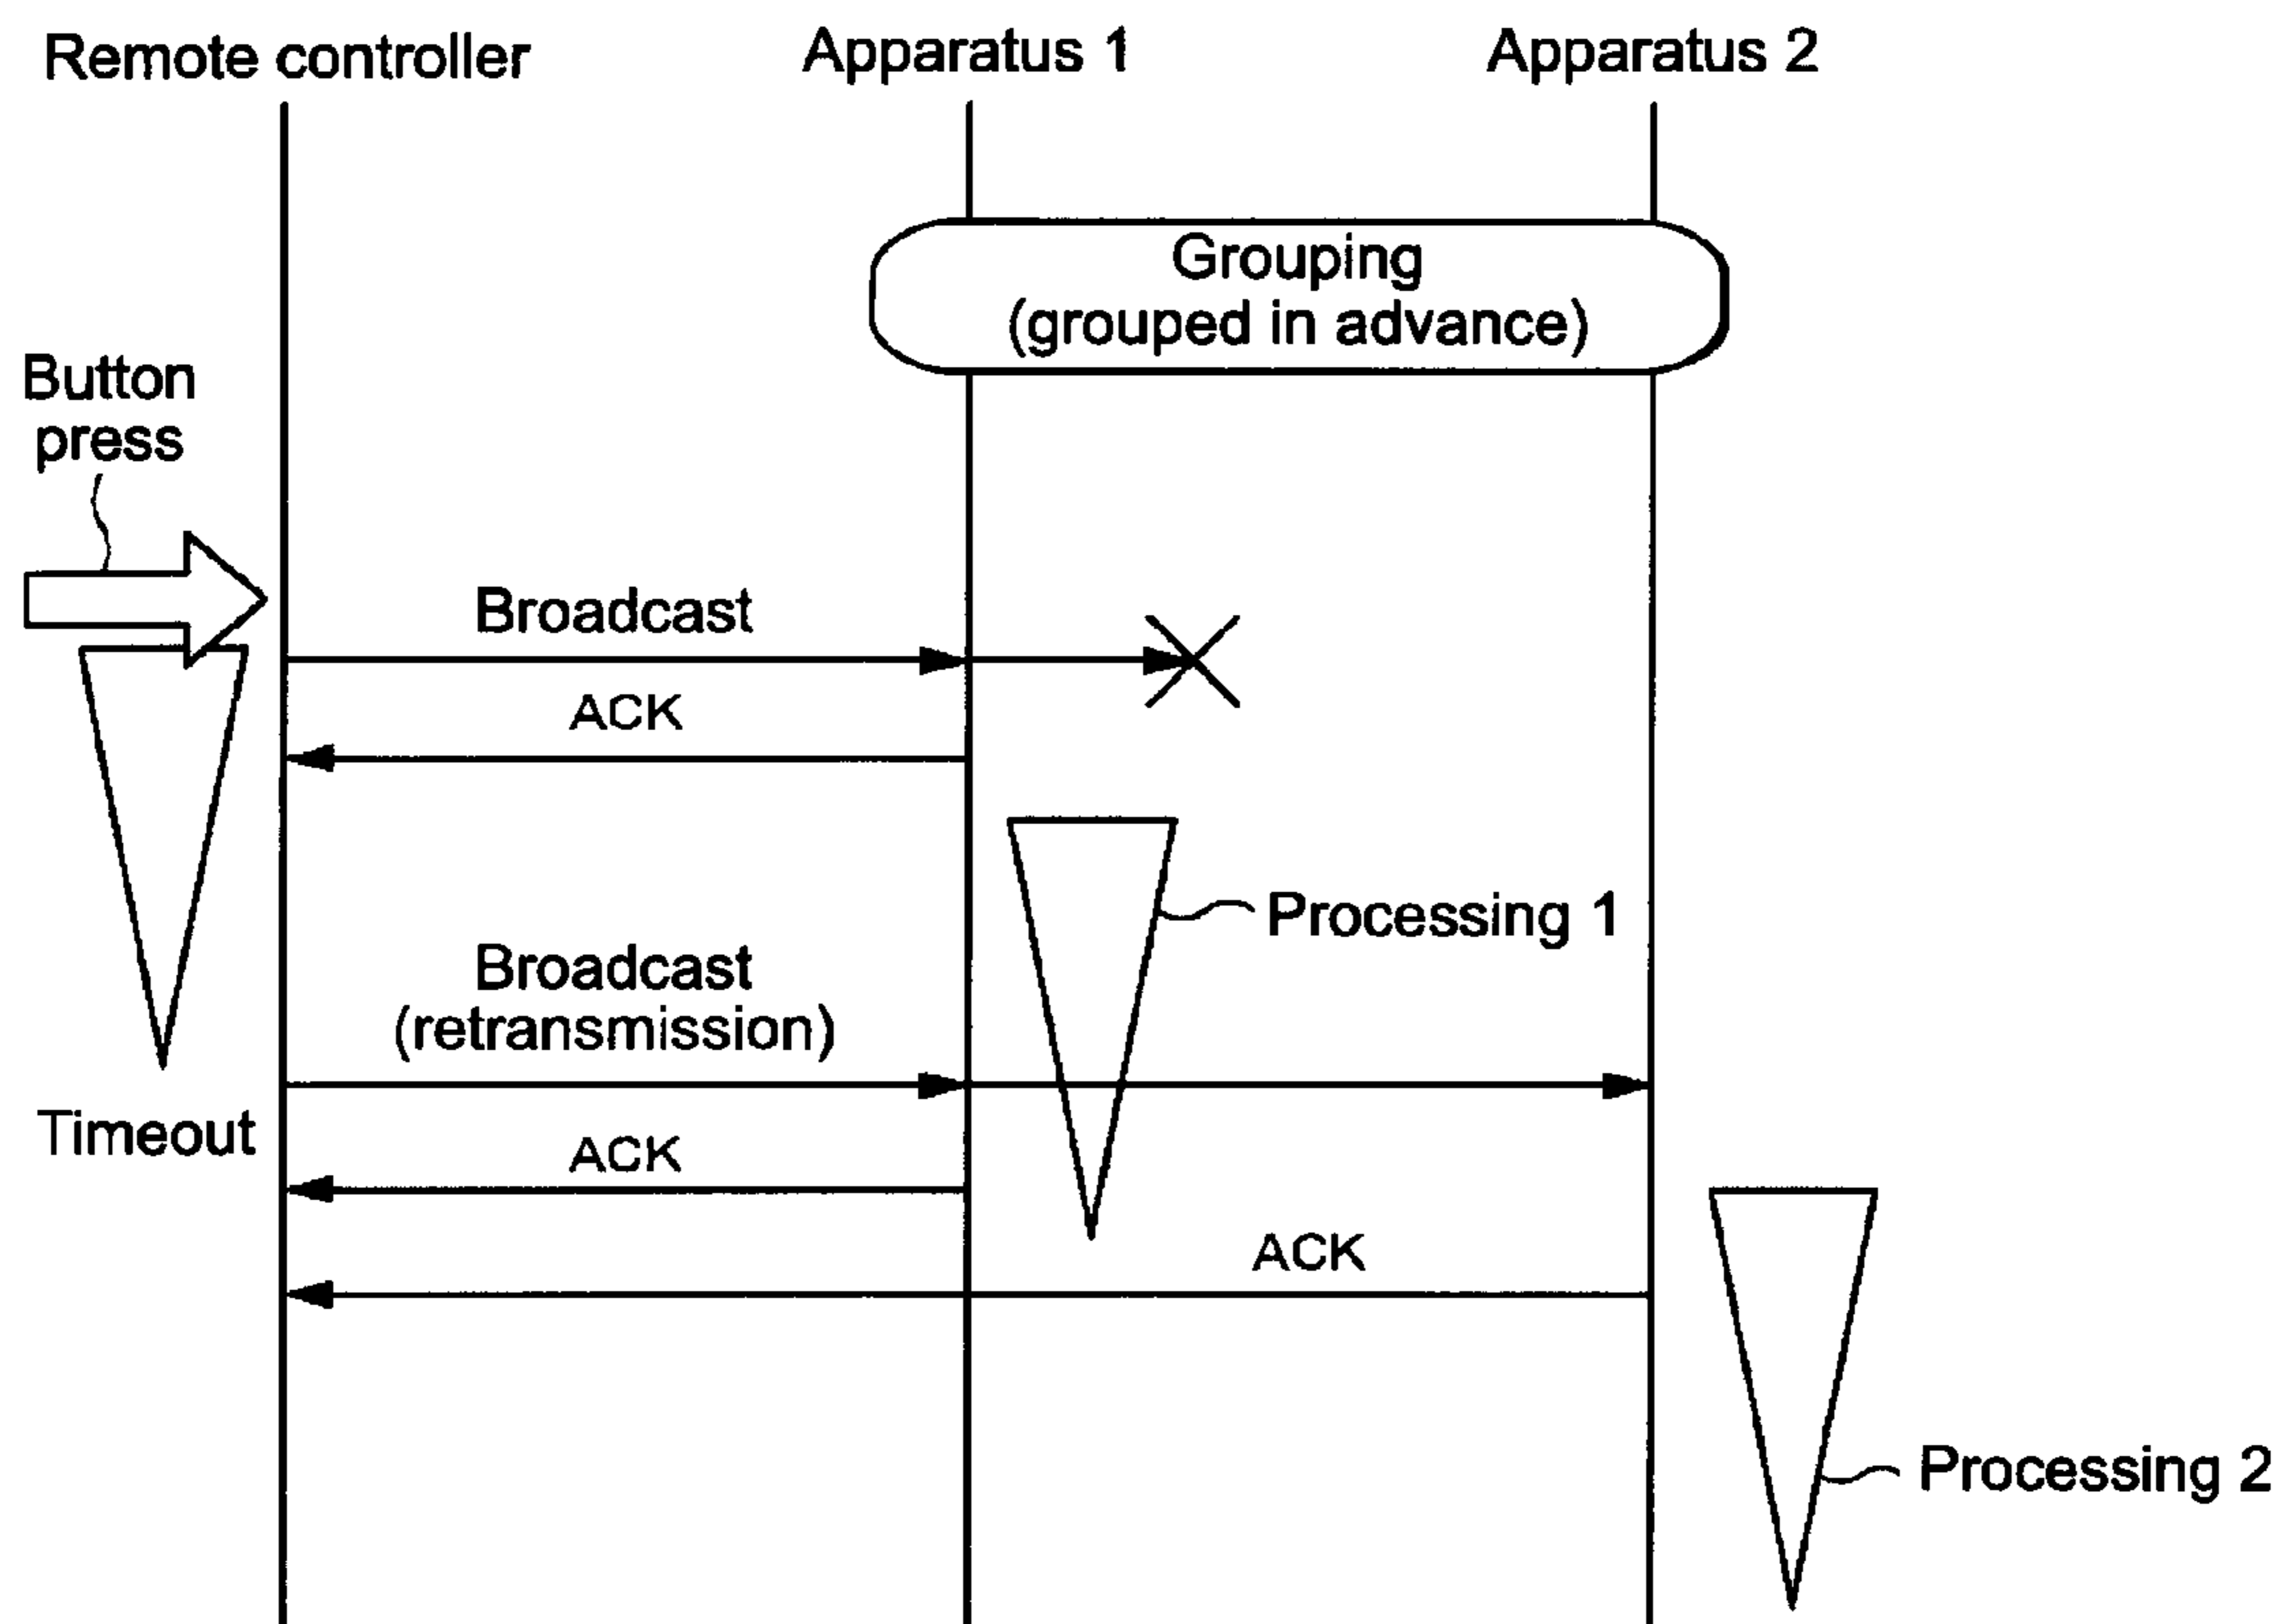 Remote controller
Apparatus 1
Apparatus 2
Grouping
(grouped in advance)
Button
press
Broadcast
ACK
Processing 1
Broadcast
(retransmission)
Timeout
ACK
ACK
Processing 2